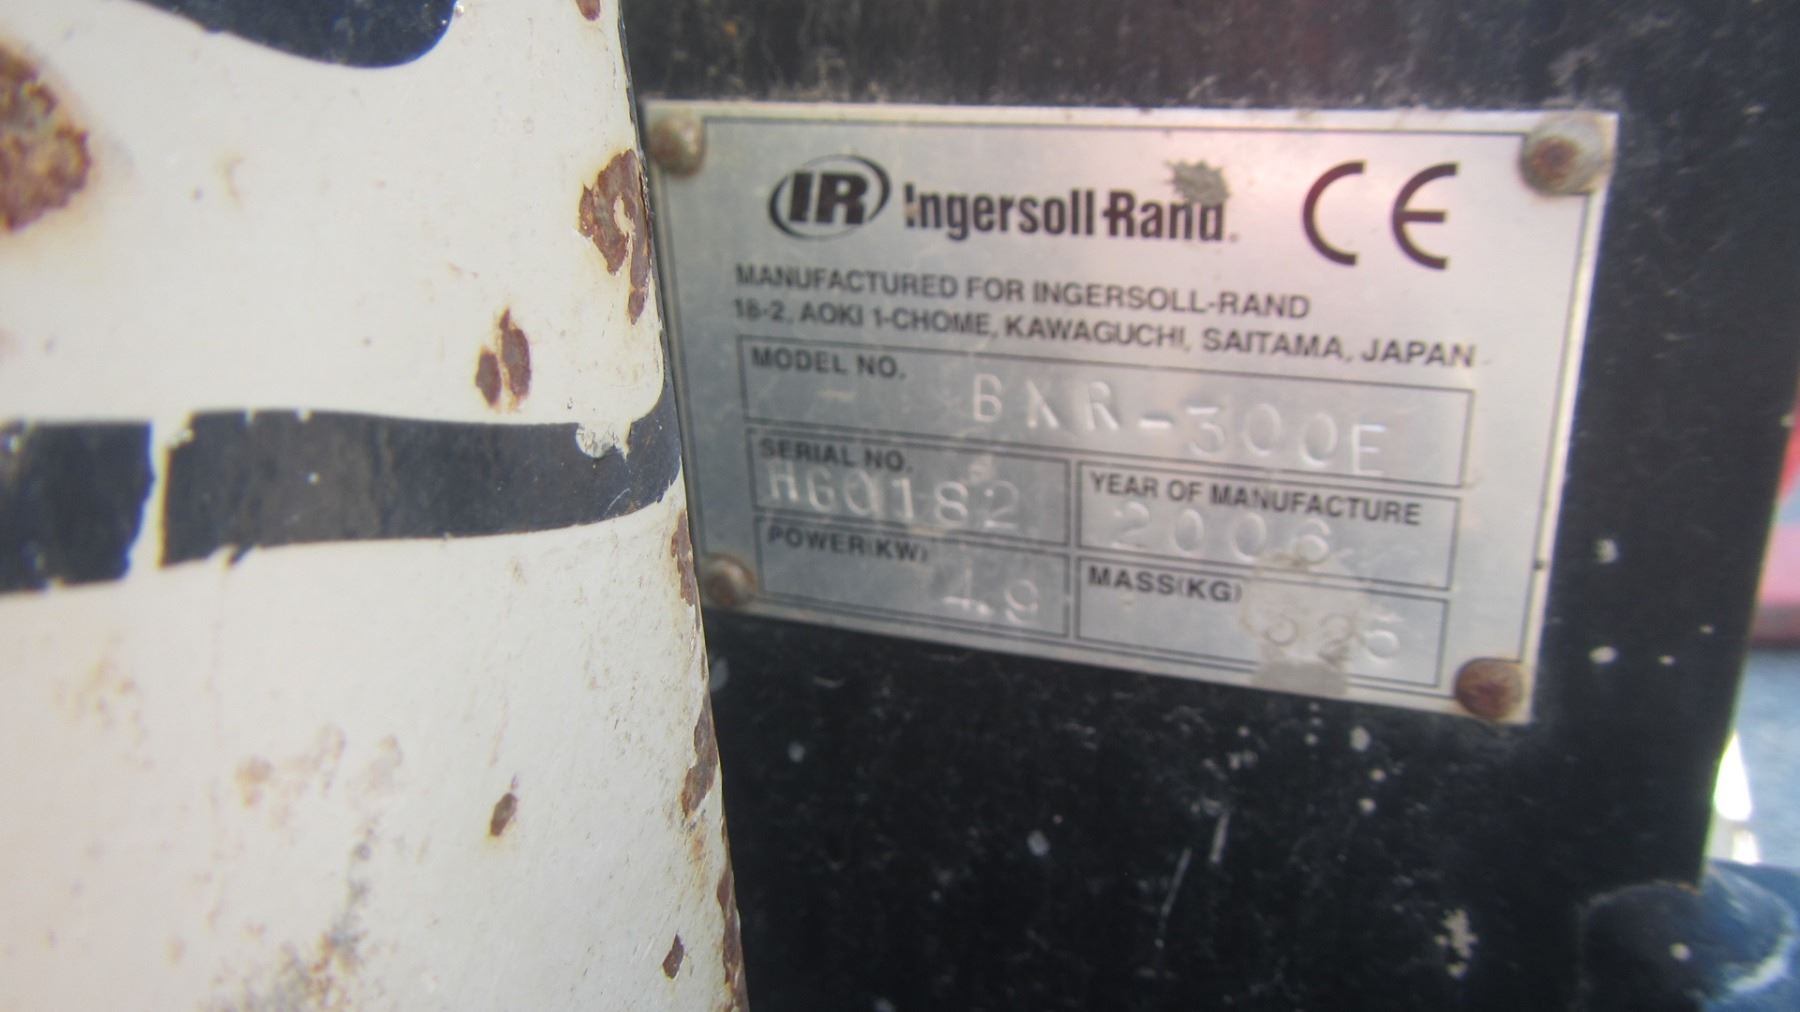 IR Ingersoll-Rand. CE
MANUFACTURED FOR INGERSOLL-RAND
18-2, AOKI 1-CHOME, KAWAGUCHI, SAITAMA, JAPAN
MODEL NO. BXR-300E
SERIAL NO. HG0182
YEAR OF MANUFACTURE 2006
POWER(KW) 4.9
MASS(KG) 325